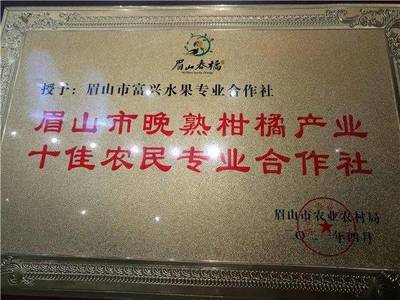 眉山春橘
授予：眉山市富兴水果专业合作社
眉山市晚熟柑橘产业
十佳农民专业合作社
眉山市农业农村局
年四月